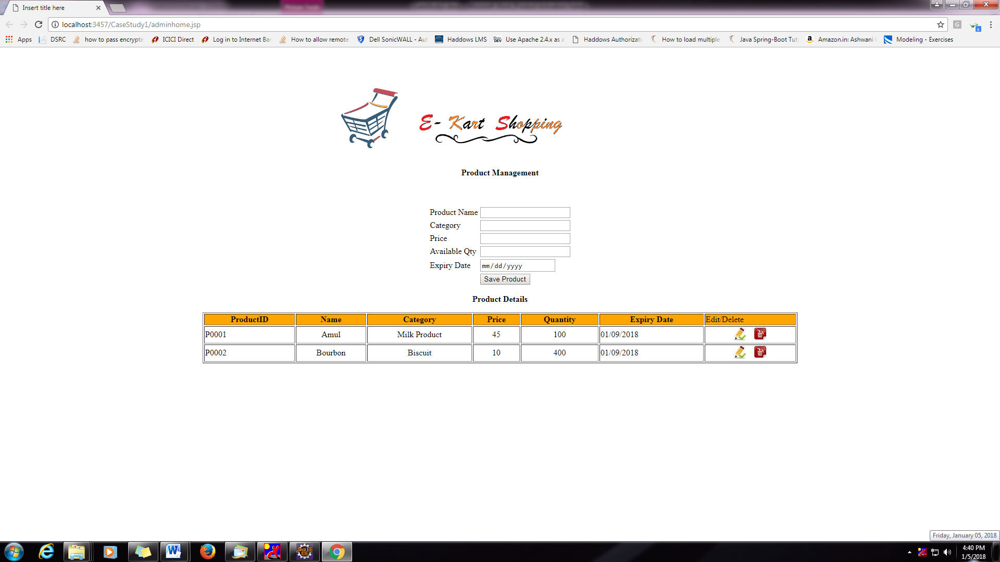 Insert title here
localhost:3457/CaseStudy1/adminhome.jsp
G
Apps DSRC how to pass encrypte ICICI Direct Log in to Internet Ban How to allow remote Dell SonicWALL - Aut Haddows LMS DEV Use Apache 2.4.x as a Haddows Authorizati How to load multiple Java Spring-Boot Tut Amazon.in: Ashwani Modeling - Exercises
E- Kart Shopping
Product Management
Product Name
Category
Price
Available Qty
Expiry Date mm/dd/yyyy
Save Product
Product Details
ProductID Name Category Price Quantity Expiry Date Edit/Delete
P0001 Amul Milk Product 45 100 01/09/2018
P0002 Bourbon Biscuit 10 400 01/09/2018
Friday, January 05, 2018
Java EE
IDE
4:40 PM
1/5/2018